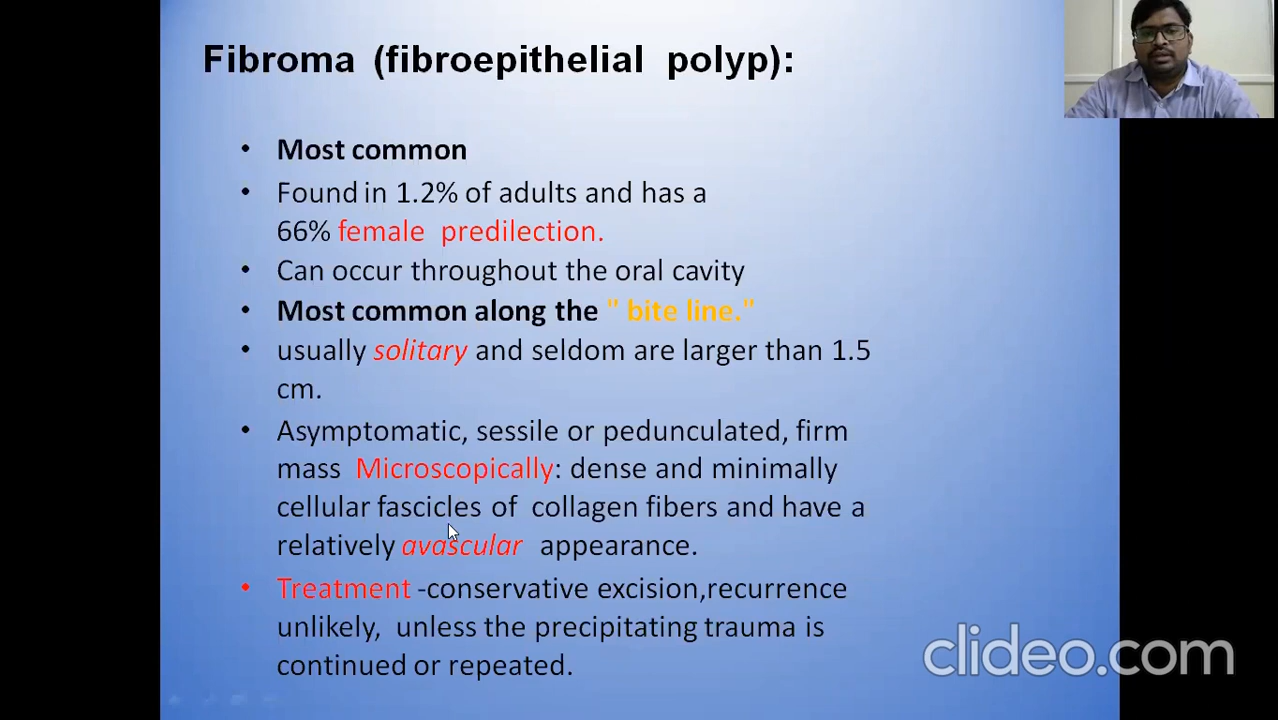 Fibroma (fibroepithelial polyp):
• Most common
• Found in 1.2% of adults and has a
66% female predilection.
• Can occur throughout the oral cavity
• Most common along the " bite line."
• usually solitary and seldom are larger than 1.5
cm.
• Asymptomatic, sessile or pedunculated, firm
mass Microscopically: dense and minimally
cellular fascicles of collagen fibers and have a
relatively avascular appearance.
• Treatment -conservative excision,recurrence
unlikely, unless the precipitating trauma is
continued or repeated.
clideo.com